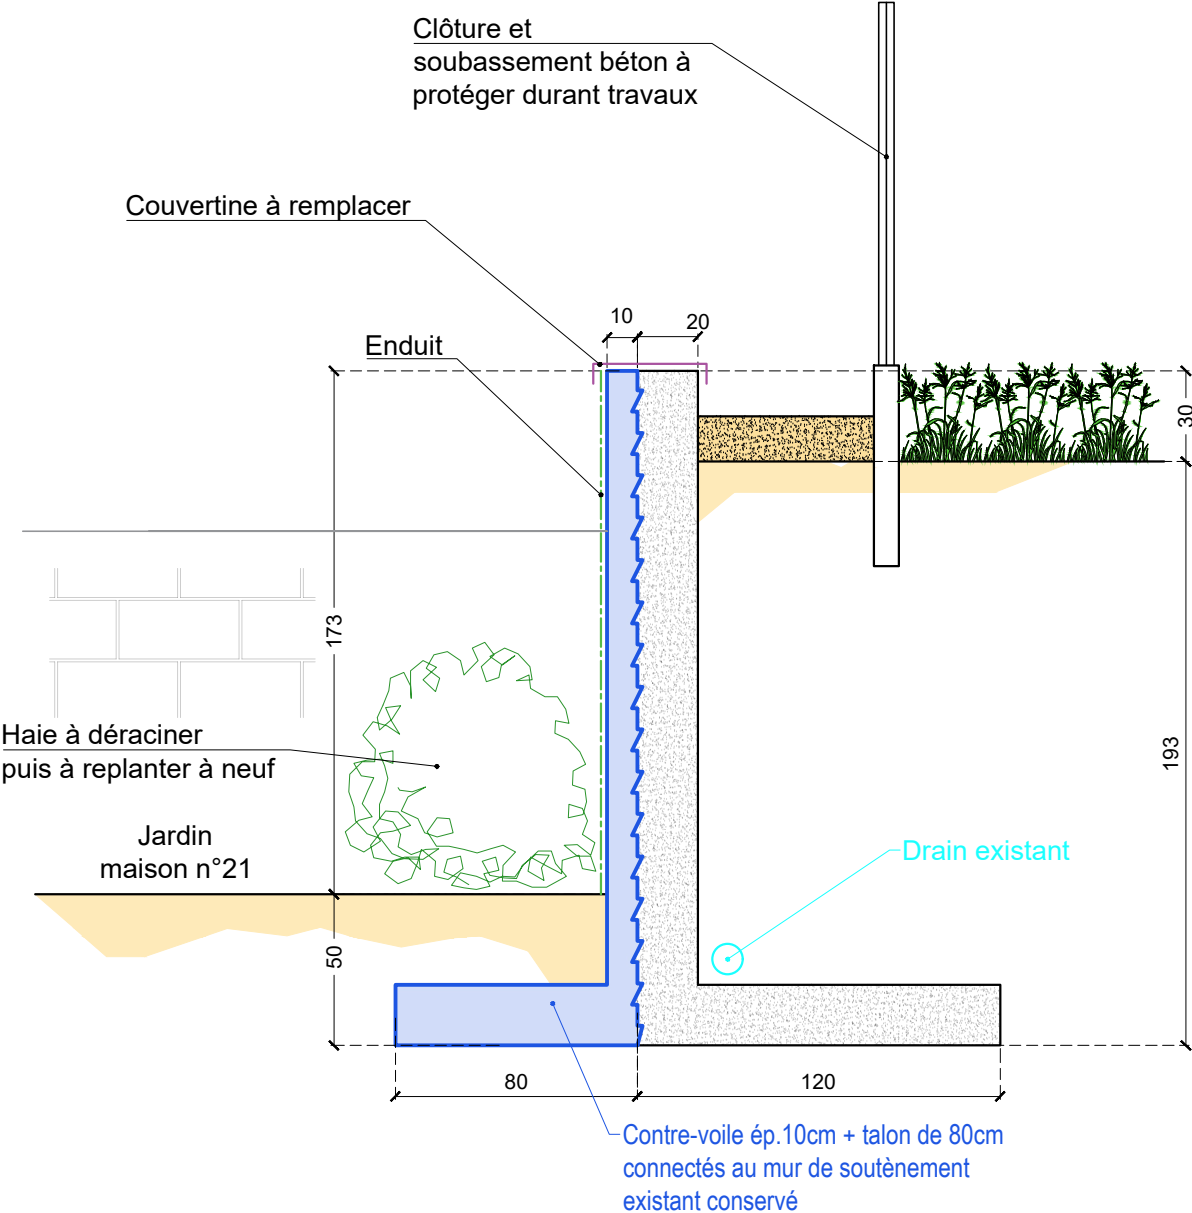 Clôture et
soubassement béton à
protéger durant travaux
Couvertine à remplacer
10
20
Enduit
30
173
Haie à déraciner
puis à replanter à neuf
193
Jardin
maison n°21
Drain existant
50
80
120
Contre-voile ép.10cm + talon de 80cm
connectés au mur de soutènement
existant conservé